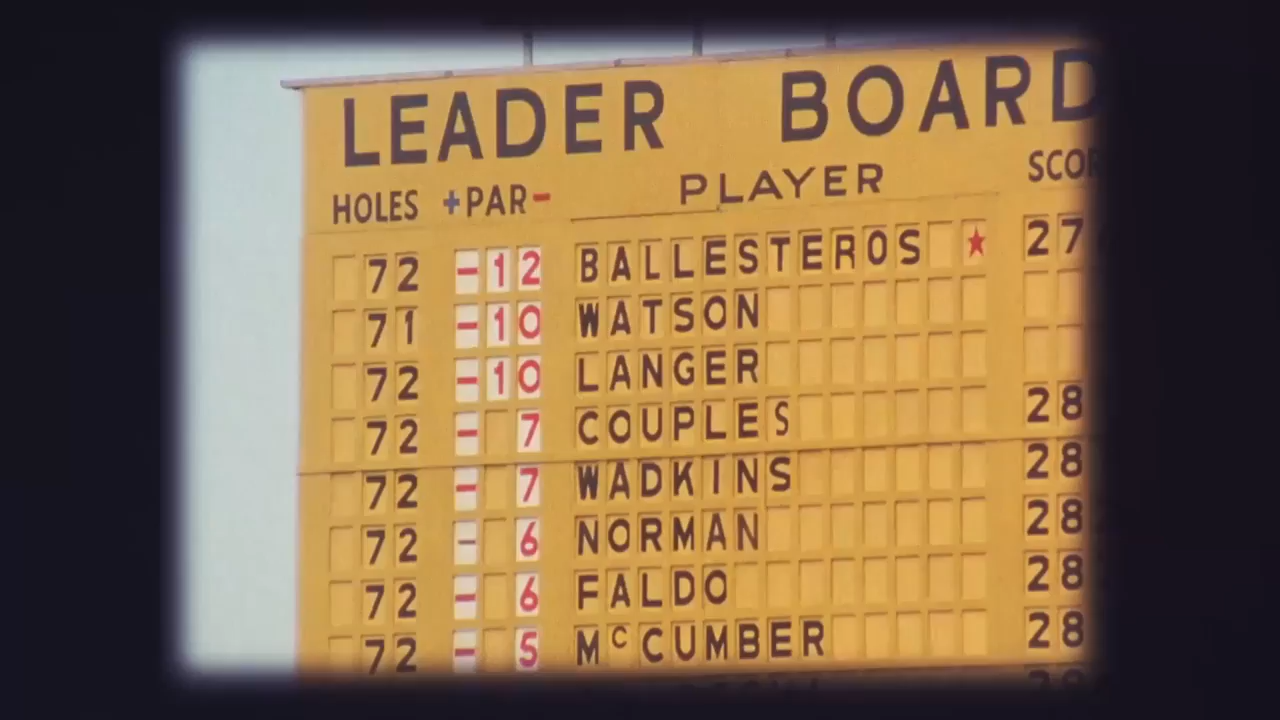 LEADER BOARD
HOLES +PAR- PLAYER SCOR
72 -12 BALLESTEROS ★ 27
71 -10 WATSON
72 -10 LANGER
72 - 7 COUPLES 28
72 - 7 WADKINS 28
72 - 6 NORMAN 28
72 - 6 FALDO 28
72 - 5 McCUMBER 28